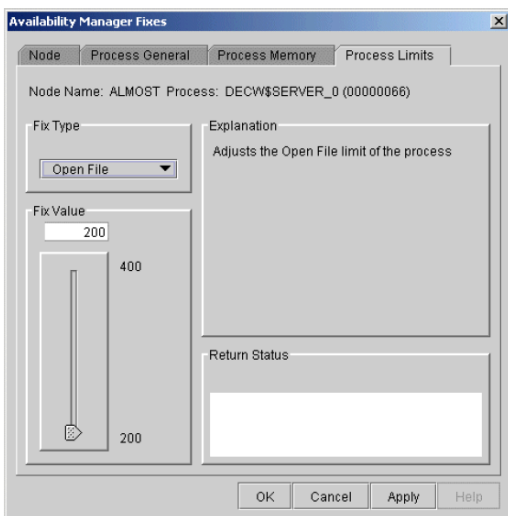 Availability Manager Fixes
Node Process General Process Memory Process Limits
Node Name: ALMOST Process: DECW$SERVER_0 (00000066)
Fix Type
Open File
Explanation
Adjusts the Open File limit of the process
Fix Value
200
400
200
Return Status
OK Cancel Apply Help